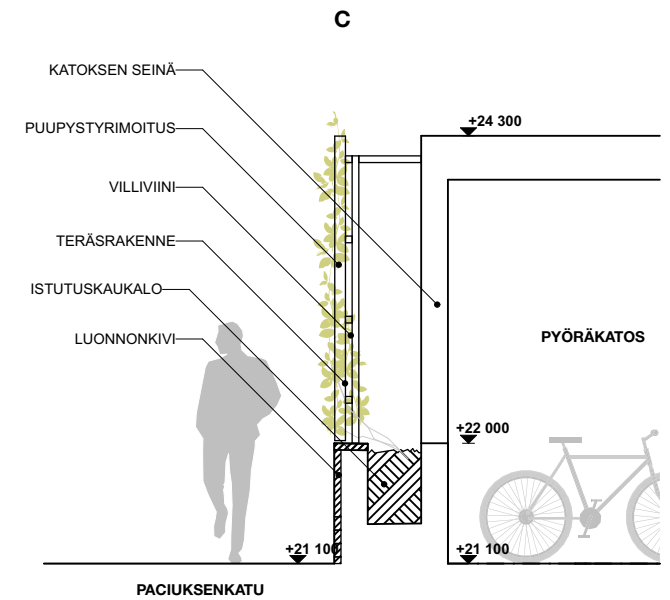 C
KATOKSEN SEINÄ
PUUPYSTYRIMOITUS
VILLIVIINI
TERÄSRAKENNE
ISTUTUSKAUKALO
LUONNONKIVI
+24 300
PYÖRÄKATOS
+22 000
+21 100
+21 100
PACIUKSENKATU